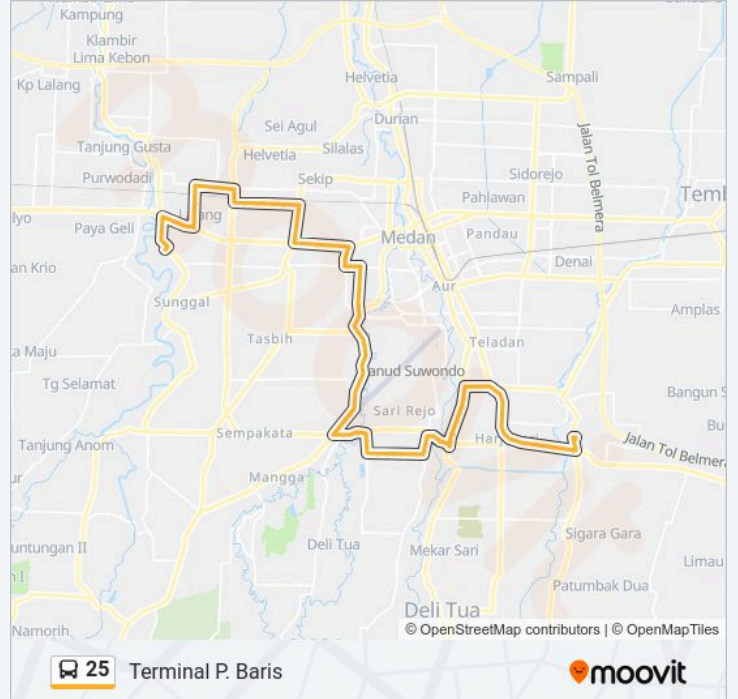 Kampung
Klambir
Lima Kebon
Kp Lalang
Helvetia
Sampali
Durian
Sei Agul
Tanjung Gusta
Helvetia
Silalas
Jalan Tol Belmera
Purwodadi
Sekip
Sidorejo
Pahlawan
Temb
lyo
Paya Geli
Medan
Pandau
an Krio
Denai
Aur
Sunggal
Amplas
Tasbih
Teladan
a Maju
anud Suwondo
Tg Selamat
Bangun S
Sari Rejo
Bu
Sempakata
Tanjung Anom
Jalan Tol Belmera
Mangga
ur
Sigara Gara
untungan II
Deli Tua
Mekar Sari
Limau
n I
Patumbak Dua
Deli Tua
Namorih
© OpenStreetMap contributors | © OpenMapTiles
25 Terminal P. Baris
moovit